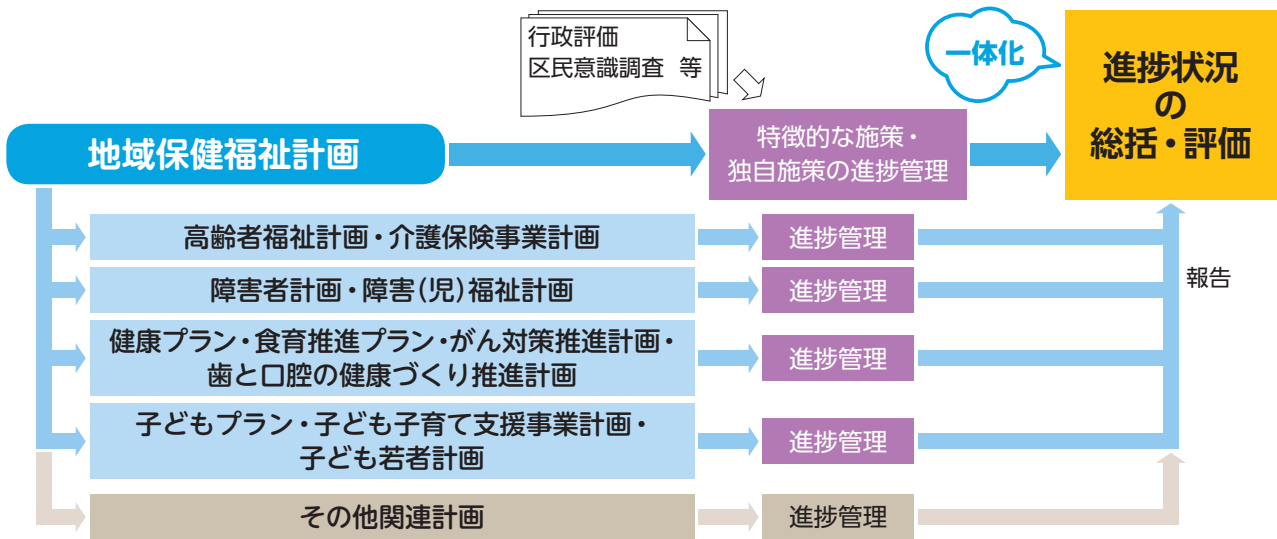 行政評価
区民意識調査 等
一体化
進捗状況
の
総括・評価
地域保健福祉計画
特徴的な施策・
独自施策の進捗管理
高齢者福祉計画・介護保険事業計画
進捗管理
障害者計画・障害(児)福祉計画
進捗管理
報告
健康プラン・食育推進プラン・がん対策推進計画・
歯と口腔の健康づくり推進計画
進捗管理
子どもプラン・子ども子育て支援事業計画・
子ども若者計画
進捗管理
その他関連計画
進捗管理